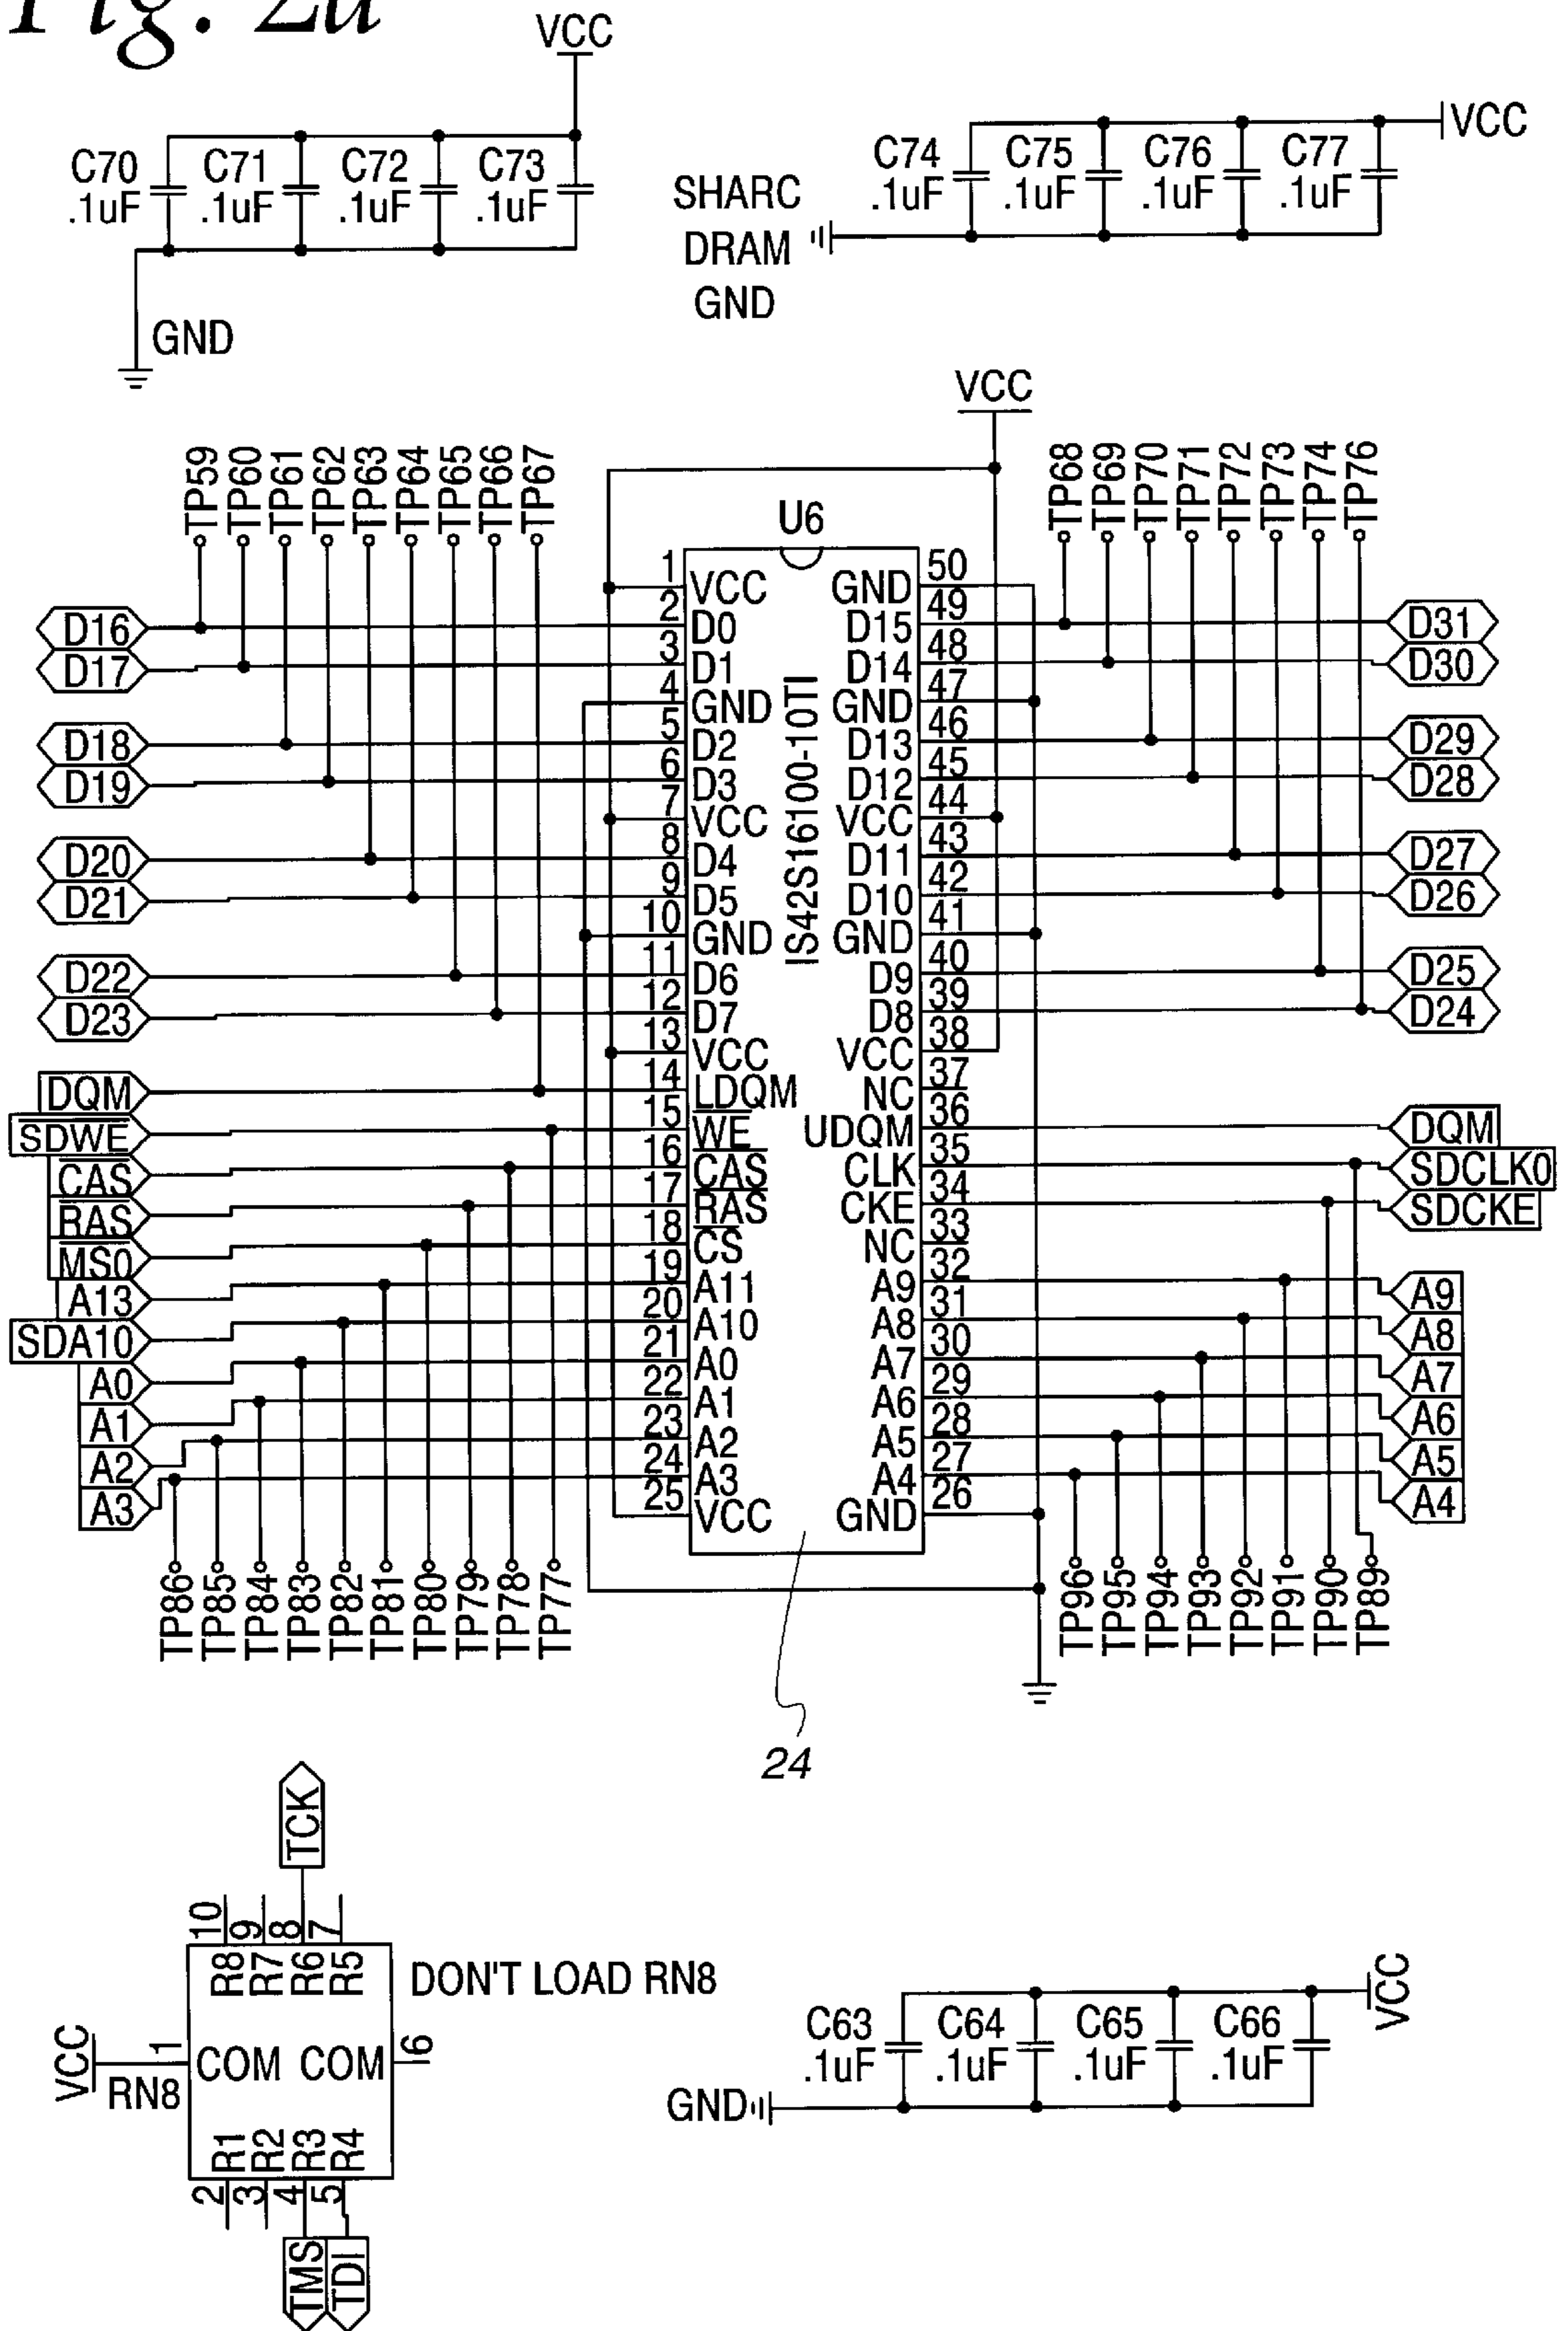 Fig. 2a
VCC
C70 .1uF
C71 .1uF
C72 .1uF
C73 .1uF
GND
SHARC
DRAM
GND
C74 .1uF
C75 .1uF
C76 .1uF
C77 .1uF
VCC
VCC
TP59 TP60 TP61 TP62 TP63 TP64 TP65 TP66 TP67
TP68 TP69 TP70 TP71 TP72 TP73 TP74 TP76
U6
IS42S16100-10TI
1 VCC GND 50
D16 2 D0 D15 49 D31
D17 3 D1 D14 48 D30
4 GND GND 47
D18 5 D2 D13 46 D29
D19 6 D3 D12 45 D28
7 VCC VCC 44
D20 8 D4 D11 43 D27
D21 9 D5 D10 42 D26
10 GND GND 41
D22 11 D6 D9 40 D25
D23 12 D7 D8 39 D24
13 VCC VCC 38
DQM 14 LDQM NC 37
SDWE 15 WE UDQM 36 DQM
CAS 16 CAS CLK 35 SDCLK0
RAS 17 RAS CKE 34 SDCKE
MS0 18 CS NC 33
A13 19 A11 A9 32 A9
SDA10 20 A10 A8 31 A8
A0 21 A0 A7 30 A7
A1 22 A1 A6 29 A6
A2 23 A2 A5 28 A5
A3 24 A3 A4 27 A4
25 VCC GND 26
TP86 TP85 TP84 TP83 TP82 TP81 TP80 TP79 TP78 TP77
TP96 TP95 TP94 TP93 TP92 TP91 TP90 TP89
24
TCK
10 9 8 7
R8 R7 R6 R5
DON'T LOAD RN8
VCC 1 COM COM 6
RN8
R1 R2 R3 R4
2 3 4 5
TMS TDI
C63 .1uF
C64 .1uF
C65 .1uF
C66 .1uF
VCC
GND